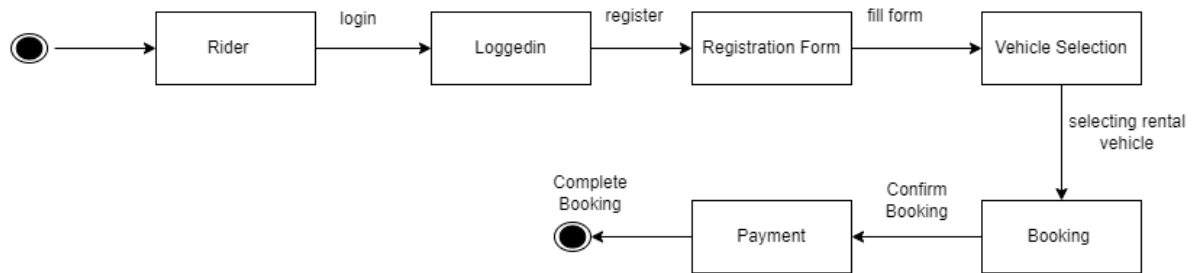 login
register
fill form
Rider
Loggedin
Registration Form
Vehicle Selection
selecting rental
vehicle
Complete
Booking
Confirm
Booking
Payment
Booking